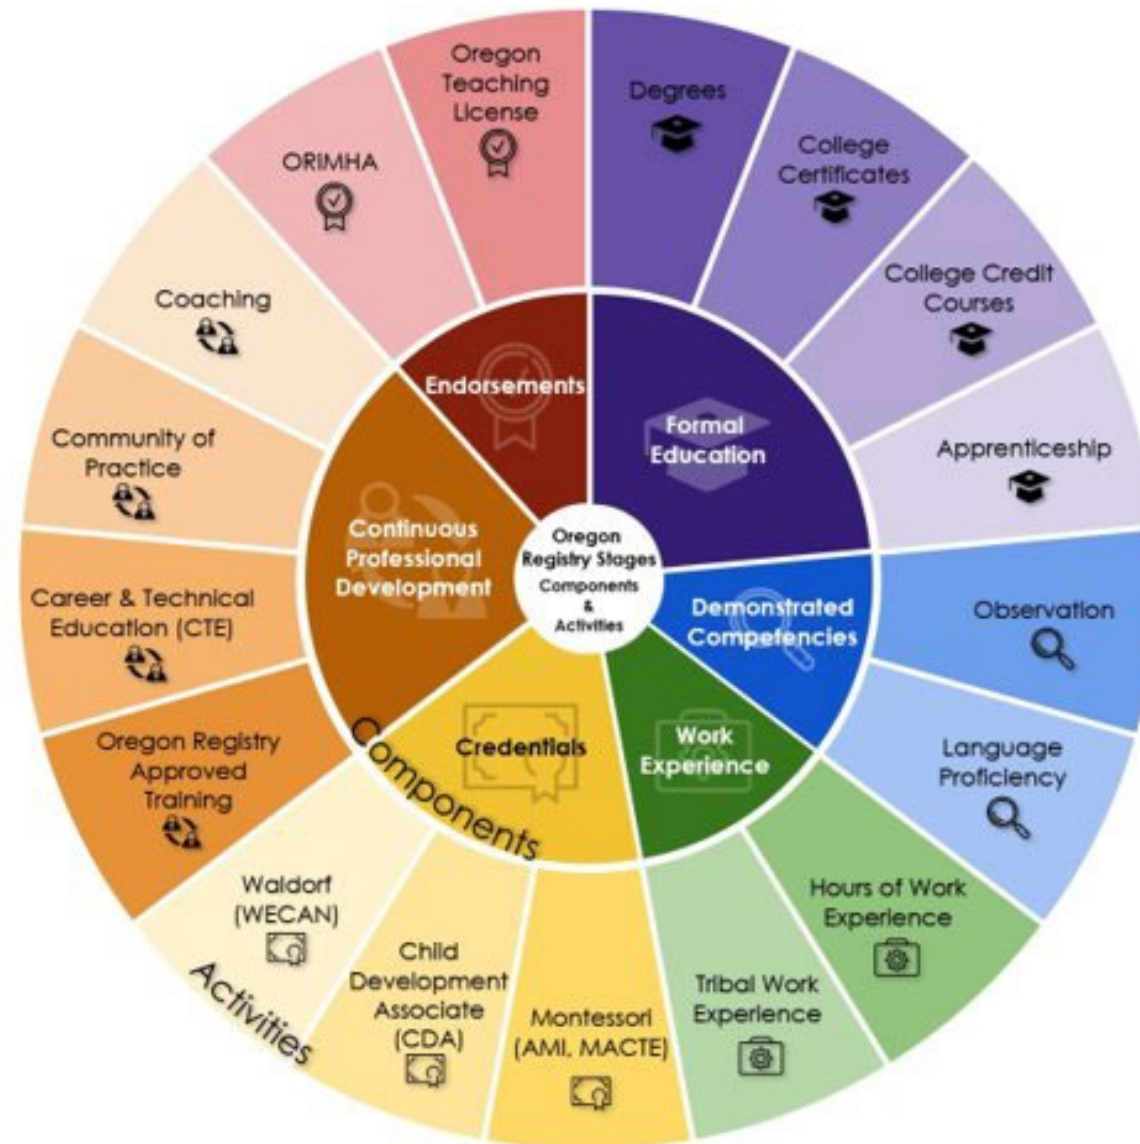 Oregon
Registry Stages
Components
&
Activities
Formal
Education
Demonstrated
Competencies
Work
Experience
Credentials
Continuous
Professional
Development
Endorsements
Components
Degrees
College
Certificates
College Credit
Courses
Apprenticeship
Observation
Language
Proficiency
Hours of Work
Experience
Tribal Work
Experience
Montessori
(AMI, MACTE)
Child
Development
Associate
(CDA)
Waldorf
(WECAN)
Oregon Registry
Approved
Training
Career & Technical
Education (CTE)
Community of
Practice
Coaching
ORIMHA
Oregon
Teaching
License
Activities